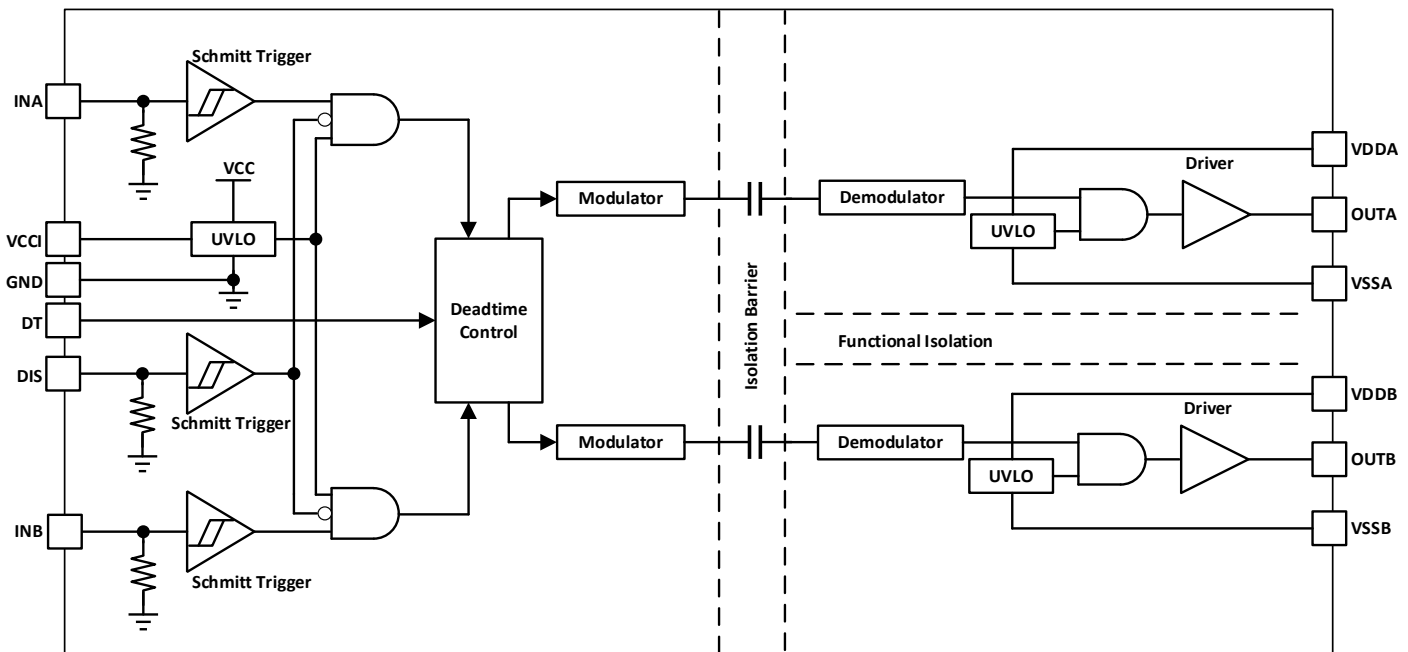 Schmitt Trigger
INA
VCC
VCCI
UVLO
GND
DT
DIS
Schmitt Trigger
INB
Schmitt Trigger
Deadtime
Control
Modulator
Modulator
Isolation Barrier
Demodulator
UVLO
Driver
VDDA
OUTA
VSSA
Functional Isolation
Demodulator
UVLO
Driver
VDDB
OUTB
VSSB